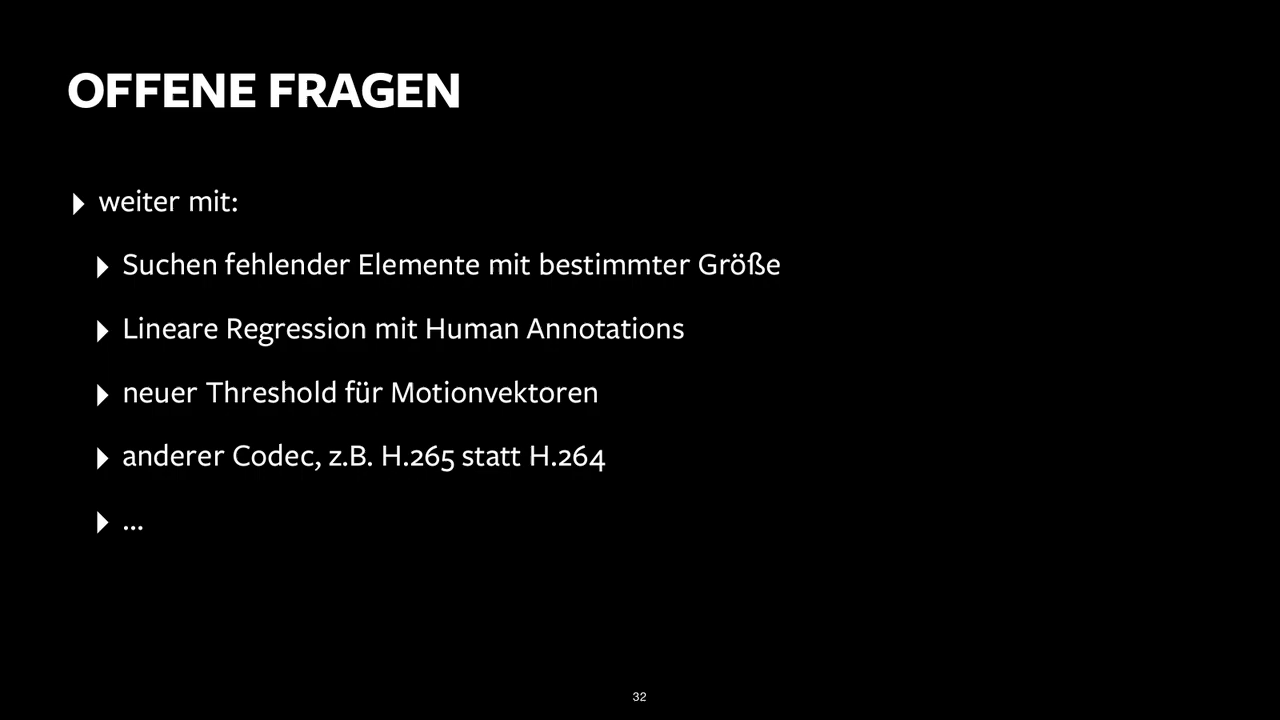 OFFENE FRAGEN
▸ weiter mit:
▸ Suchen fehlender Elemente mit bestimmter Größe
▸ Lineare Regression mit Human Annotations
▸ neuer Threshold für Motionvektoren
▸ anderer Codec, z.B. H.265 statt H.264
▸ ...
32